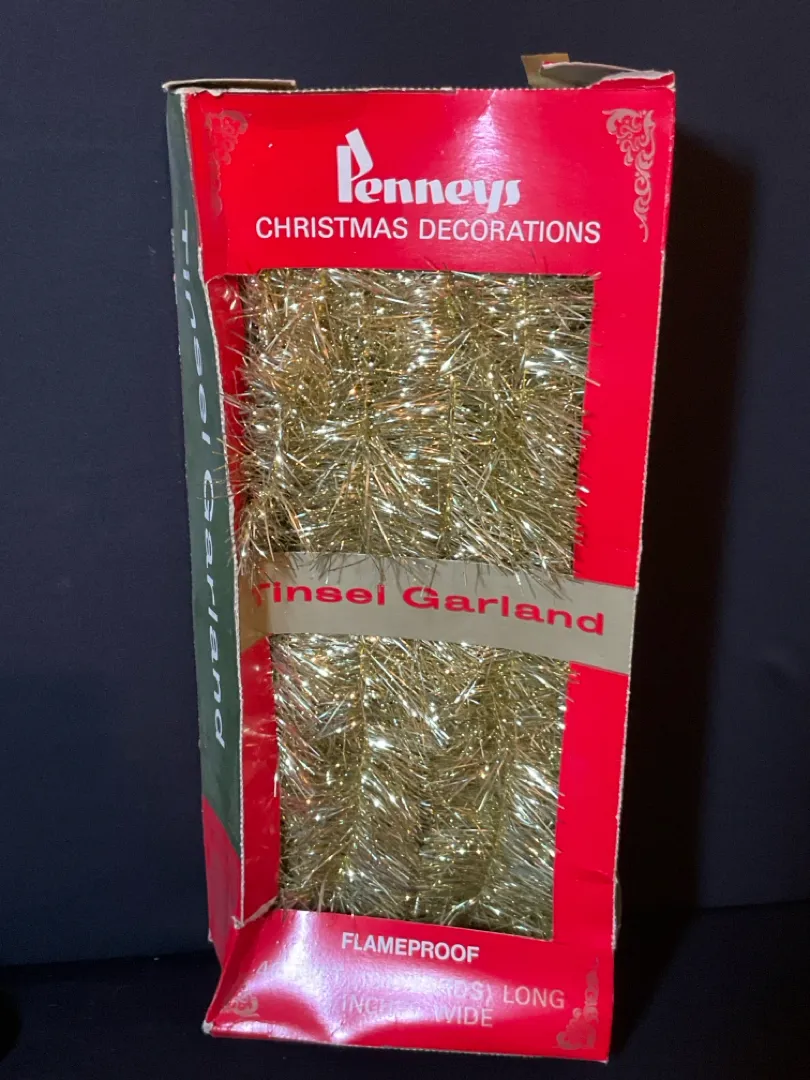 Penneys
CHRISTMAS DECORATIONS
Tinsel Garland
Tinsel Garland
FLAMEPROOF
LONG
WIDE